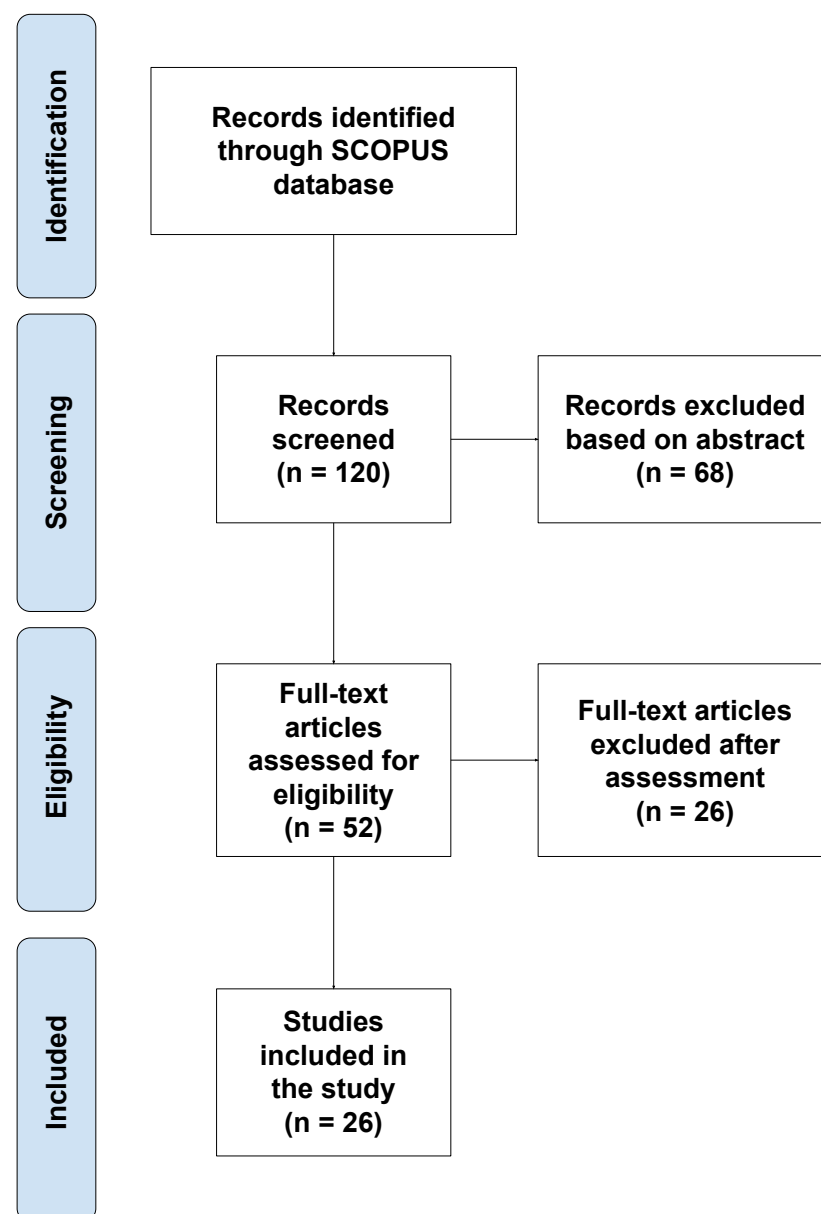 Identification
Records identified
through SCOPUS
database
Screening
Records
screened
(n = 120)
Records excluded
based on abstract
(n = 68)
Eligibility
Full-text
articles
assessed for
eligibility
(n = 52)
Full-text articles
excluded after
assessment
(n = 26)
Included
Studies
included in
the study
(n = 26)